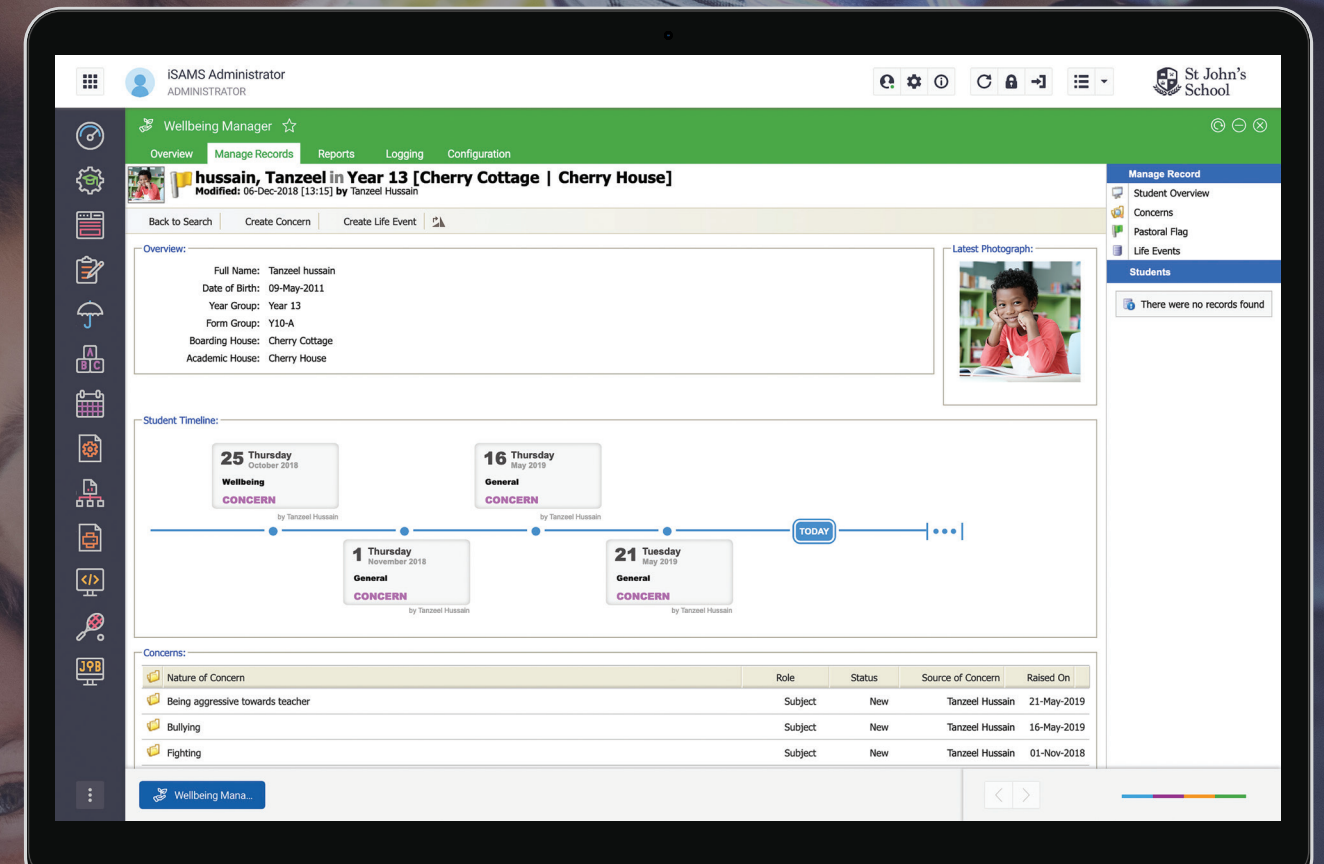 iSAMS Administrator
ADMINISTRATOR
St John's
School
Wellbeing Manager
Overview Manage Records Reports Logging Configuration
hussain, Tanzeel in Year 13 [Cherry Cottage | Cherry House]
Modified: 06-Dec-2018 [13:15] by Tanzeel Hussain
Back to Search Create Concern Create Life Event
Manage Record
Student Overview
Concerns
Pastoral Flag
Life Events
Students
There were no records found
Overview:
Full Name: Tanzeel hussain
Date of Birth: 09-May-2011
Year Group: Year 13
Form Group: Y10-A
Boarding House: Cherry Cottage
Academic House: Cherry House
Latest Photograph:
Student Timeline:
25 Thursday
October 2018
Wellbeing
CONCERN
by Tanzeel Hussain
16 Thursday
May 2019
General
CONCERN
by Tanzeel Hussain
TODAY
1 Thursday
November 2018
General
CONCERN
by Tanzeel Hussain
21 Tuesday
May 2019
General
CONCERN
by Tanzeel Hussain
Concerns:
Nature of Concern Role Status Source of Concern Raised On
Being aggressive towards teacher Subject New Tanzeel Hussain 21-May-2019
Bullying Subject New Tanzeel Hussain 16-May-2019
Fighting Subject New Tanzeel Hussain 01-Nov-2018
A
B C
</>
JOB
Wellbeing Mana...